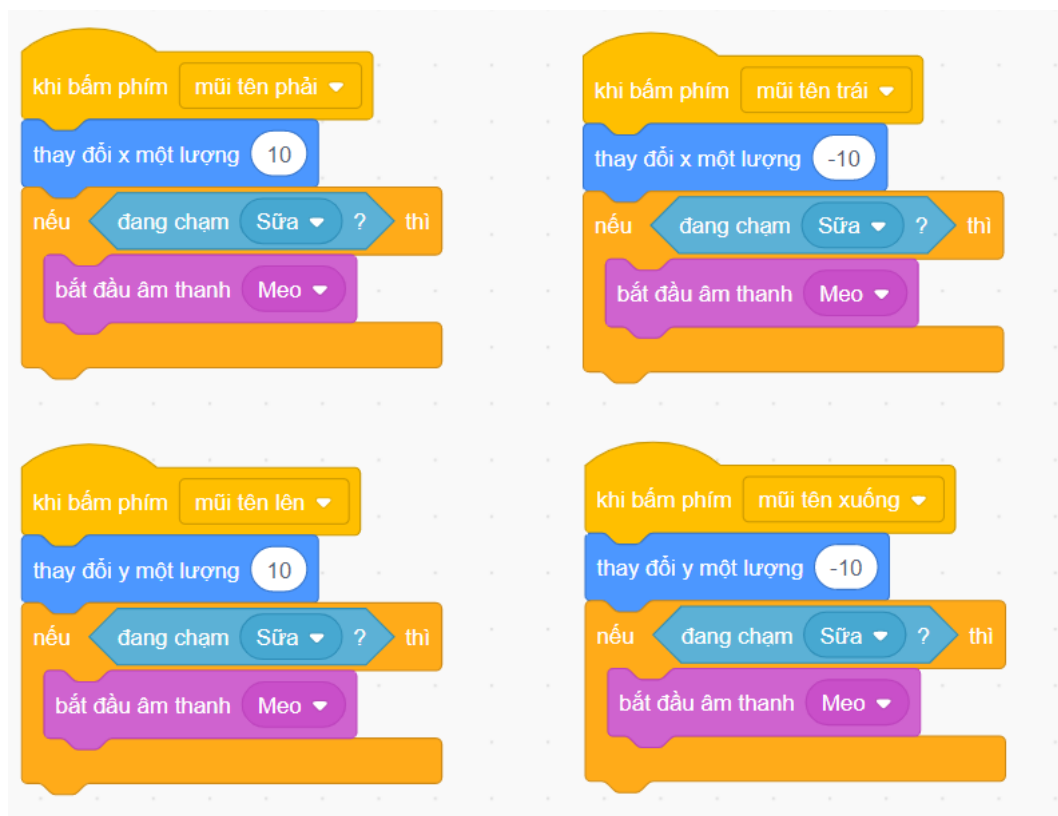 khi bấm phím mũi tên phải
thay đổi x một lượng 10
nếu đang chạm Sữa ? thì
bắt đầu âm thanh Meo
khi bấm phím mũi tên trái
thay đổi x một lượng -10
nếu đang chạm Sữa ? thì
bắt đầu âm thanh Meo
khi bấm phím mũi tên lên
thay đổi y một lượng 10
nếu đang chạm Sữa ? thì
bắt đầu âm thanh Meo
khi bấm phím mũi tên xuống
thay đổi y một lượng -10
nếu đang chạm Sữa ? thì
bắt đầu âm thanh Meo